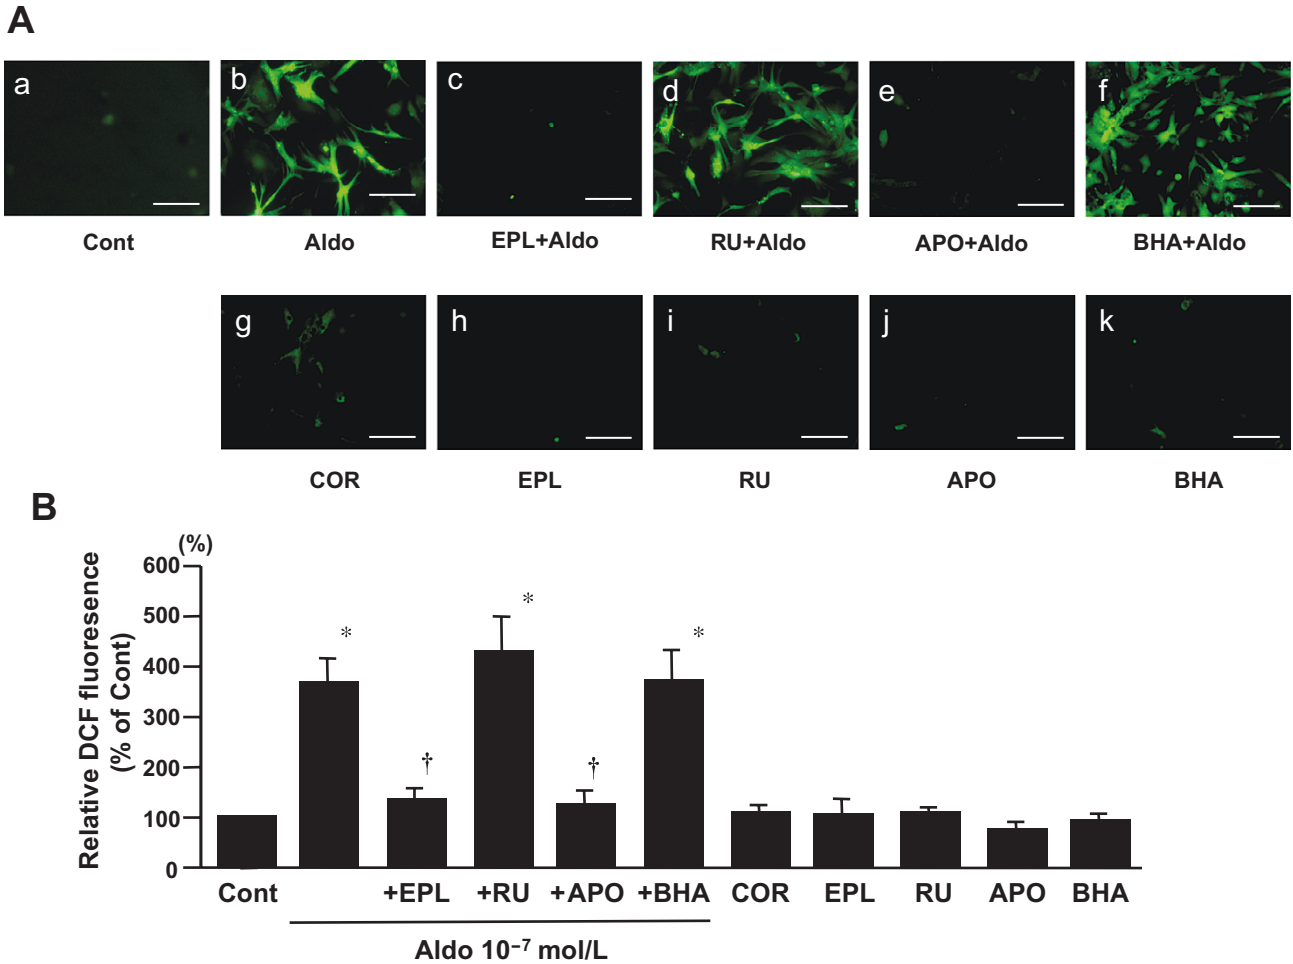 A
a b c d e f
Cont Aldo EPL+Aldo RU+Aldo APO+Aldo BHA+Aldo
g h i j k
COR EPL RU APO BHA
B
(%)
Relative DCF fluoresence
(% of Cont)
600
500
400
300
200
100
0
* † * † *
Cont +EPL +RU +APO +BHA COR EPL RU APO BHA
Aldo 10⁻⁷ mol/L